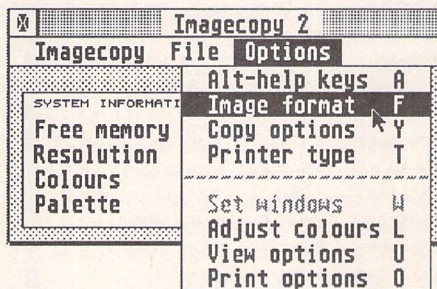 Imagecopy 2
Imagecopy File Options
Alt-help keys A
Image format F
Copy options Y
Printer type T
Set windows W
Adjust colours L
View options U
Print options O
SYSTEM INFORMATI
Free memory
Resolution
Colours
Palette